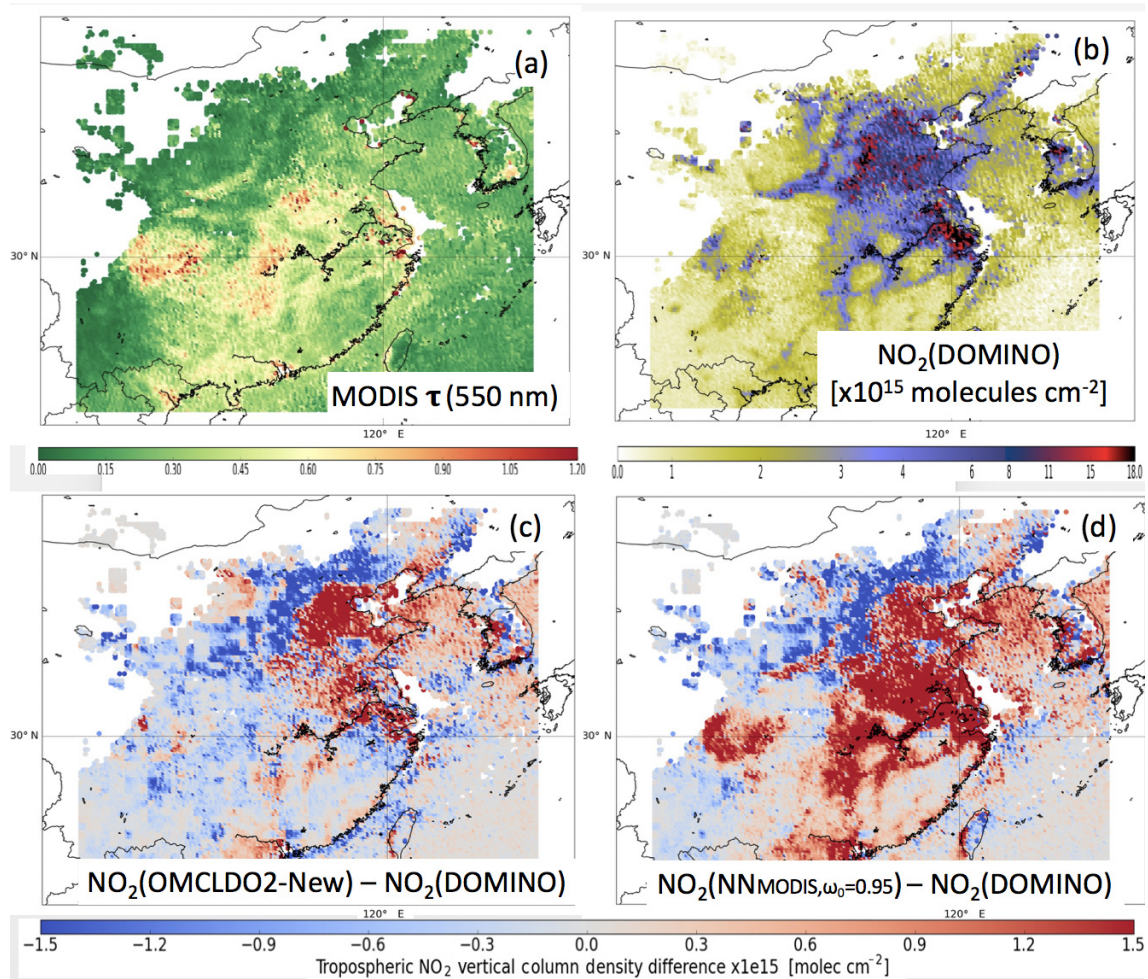 (a)
30° N
MODIS τ (550 nm)
120° E
0.00 0.15 0.30 0.45 0.60 0.75 0.90 1.05 1.20
(b)
30° N
NO₂(DOMINO)
[x10¹⁵ molecules cm⁻²]
120° E
0.0 1 2 3 4 6 8 11 15 18.0
(c)
30° N
NO₂(OMCLDO2-New) – NO₂(DOMINO)
120° E
(d)
30° N
NO₂(NNMODIS,ω₀=0.95) – NO₂(DOMINO)
120° E
−1.5 −1.2 −0.9 −0.6 −0.3 0.0 0.3 0.6 0.9 1.2 1.5
Tropospheric NO₂ vertical column density difference x1e15 [molec cm⁻²]